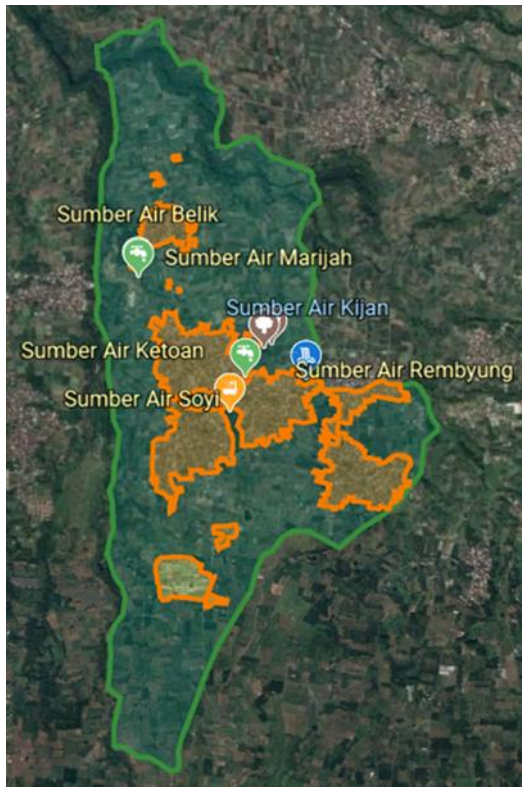 Sumber Air Belik
Sumber Air Marijah
Sumber Air Kijan
Sumber Air Ketoan
Sumber Air Rembyung
Sumber Air Soyi